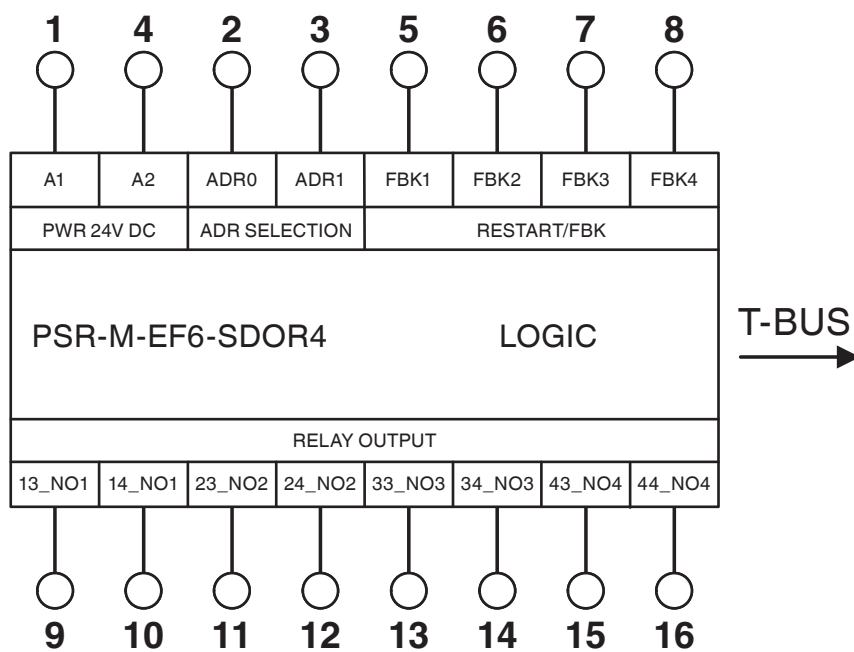 1 4 2 3 5 6 7 8
A1 A2 ADR0 ADR1 FBK1 FBK2 FBK3 FBK4
PWR 24V DC ADR SELECTION RESTART/FBK
PSR-M-EF6-SDOR4 LOGIC T-BUS
RELAY OUTPUT
13_NO1 14_NO1 23_NO2 24_NO2 33_NO3 34_NO3 43_NO4 44_NO4
9 10 11 12 13 14 15 16